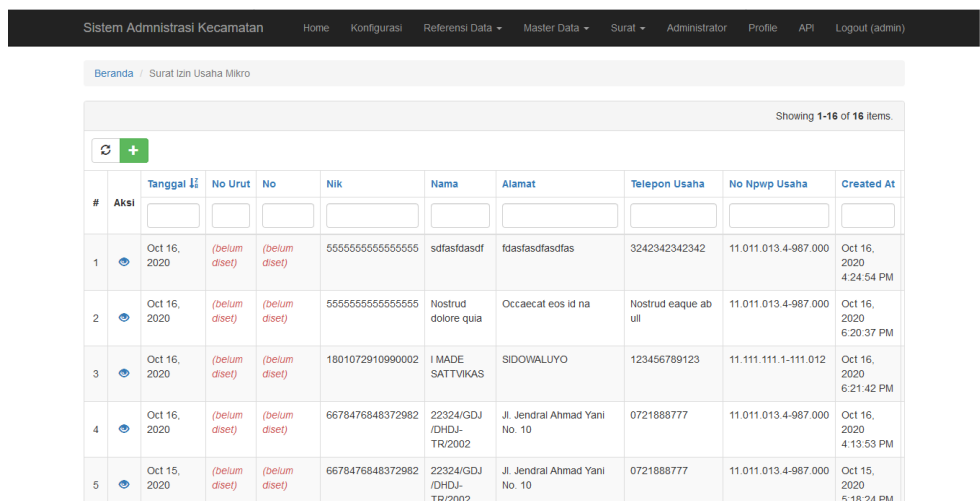 Sistem Admnistrasi Kecamatan Home Konfigurasi Referensi Data Master Data Surat Administrator Profile API Logout (admin)
Beranda / Surat Izin Usaha Mikro
Showing 1-16 of 16 items.
# Aksi Tanggal No Urut No Nik Nama Alamat Telepon Usaha No Npwp Usaha Created At
1 Oct 16, (belum (belum 5555555555555555 sdfasfdasdf fdasfasdfasdfas 3242342342342 11.011.013.4-987.000 Oct 16,
2020 diset) diset) 2020
4:24:54 PM
2 Oct 16, (belum (belum 5555555555555555 Nostrud Occaecat eos id na Nostrud eaque ab 11.011.013.4-987.000 Oct 16,
2020 diset) diset) dolore quia ull 2020
6:20:37 PM
3 Oct 16, (belum (belum 1801072910990002 I MADE SIDOWALUYO 123456789123 11.111.111.1-111.012 Oct 16,
2020 diset) diset) SATTVIKAS 2020
6:21:42 PM
4 Oct 16, (belum (belum 6678476848372982 22324/GDJ Jl. Jendral Ahmad Yani 0721888777 11.011.013.4-987.000 Oct 16,
2020 diset) diset) /DHDJ- No. 10 2020
TR/2002 4:13:53 PM
5 Oct 15, (belum (belum 6678476848372982 22324/GDJ Jl. Jendral Ahmad Yani 0721888777 11.011.013.4-987.000 Oct 15,
2020 diset) diset) /DHDJ- No. 10 2020
TR/2002 5:18:24 PM